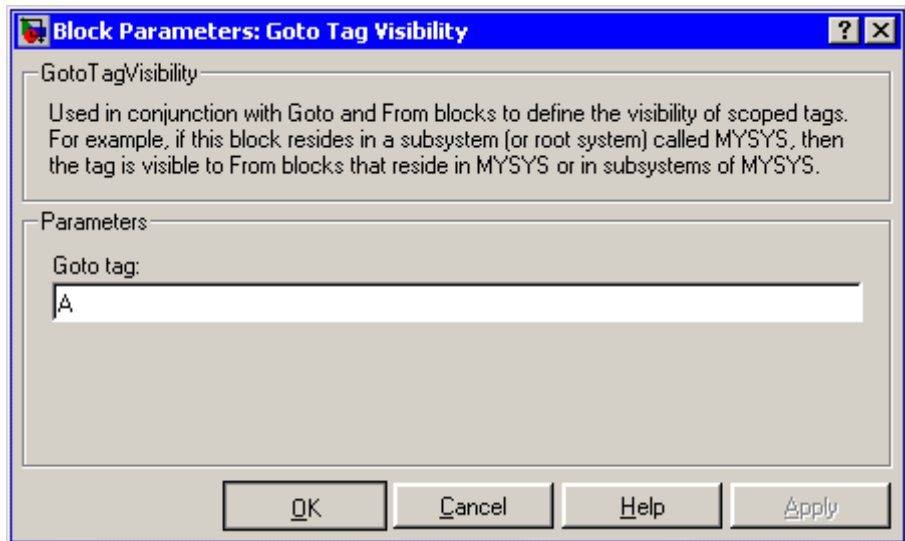 Block Parameters: Goto Tag Visibility
GotoTagVisibility
Used in conjunction with Goto and From blocks to define the visibility of scoped tags.
For example, if this block resides in a subsystem (or root system) called MYSYS, then
the tag is visible to From blocks that reside in MYSYS or in subsystems of MYSYS.
Parameters
Goto tag:
A
OK Cancel Help Apply